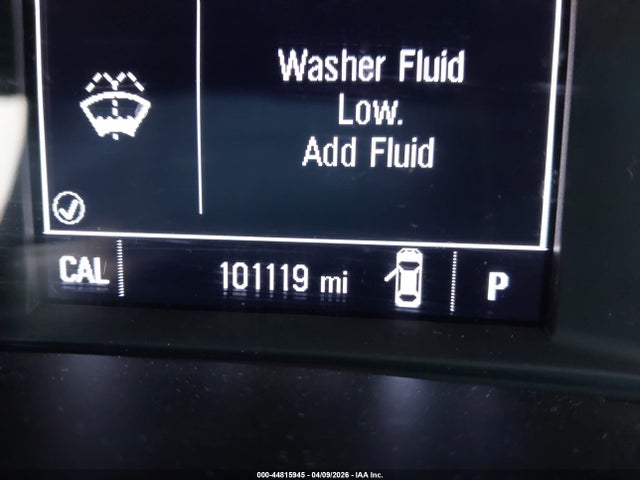 Washer Fluid
Low.
Add Fluid
CAL 101119 mi P
000-44815945 - 04/09/2026 - IAA Inc.